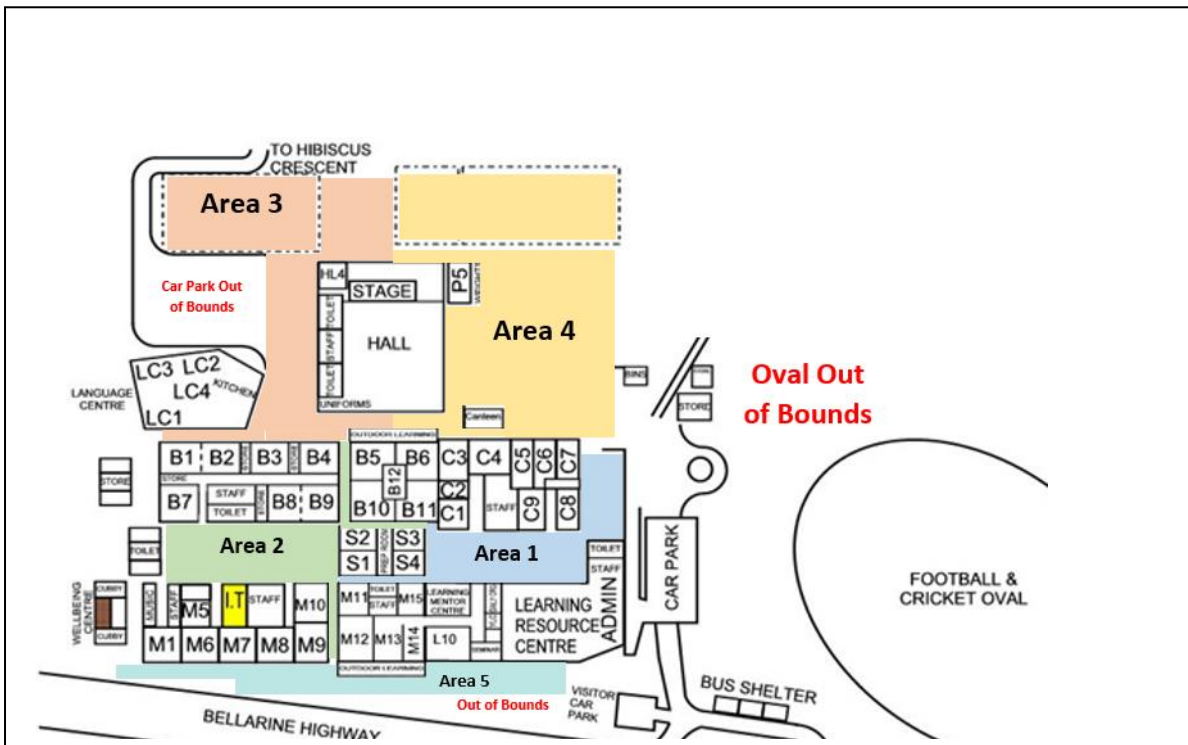 TO HIBISCUS
CRESCENT
Area 3
Car Park Out
of Bounds
HL4
STAGE
P5
WEIGHTS
TOILET
STAFF
TOILET
HALL
UNIFORMS
Area 4
Canteen
BINS
STORE
Oval Out
of Bounds
LC3 LC2
LC4 KITCHEN
LC1
LANGUAGE
CENTRE
OUTDOOR LEARNING
B1 B2 STORE B3 STORE B4
STORE
B7 STAFF
TOILET
STORE B8 B9
B5 B6
B12
B10 B11
C3 C4 C5 C6 C7
C2
C1 STAFF C9 C8
STORE
TOILET
Area 2
S2 PREP ROOM S3
S1 S4
Area 1
TOILET
STAFF
ADMIN
CAR PARK
FOOTBALL &
CRICKET OVAL
WELLBEING
CENTRE
CUBBY
CUBBY
MUSIC STAFF M5 I.T STAFF M10
M1 M6 M7 M8 M9
M11 TOILET
STAFF M15
LEARNING
MENTOR
CENTRE
M12 M13 M14 L10
SEMINAR
LEARNING
RESOURCE
CENTRE
OUTDOOR LEARNING
Area 5
Out of Bounds
VISITOR
CAR
PARK
BUS SHELTER
BELLARINE HIGHWAY